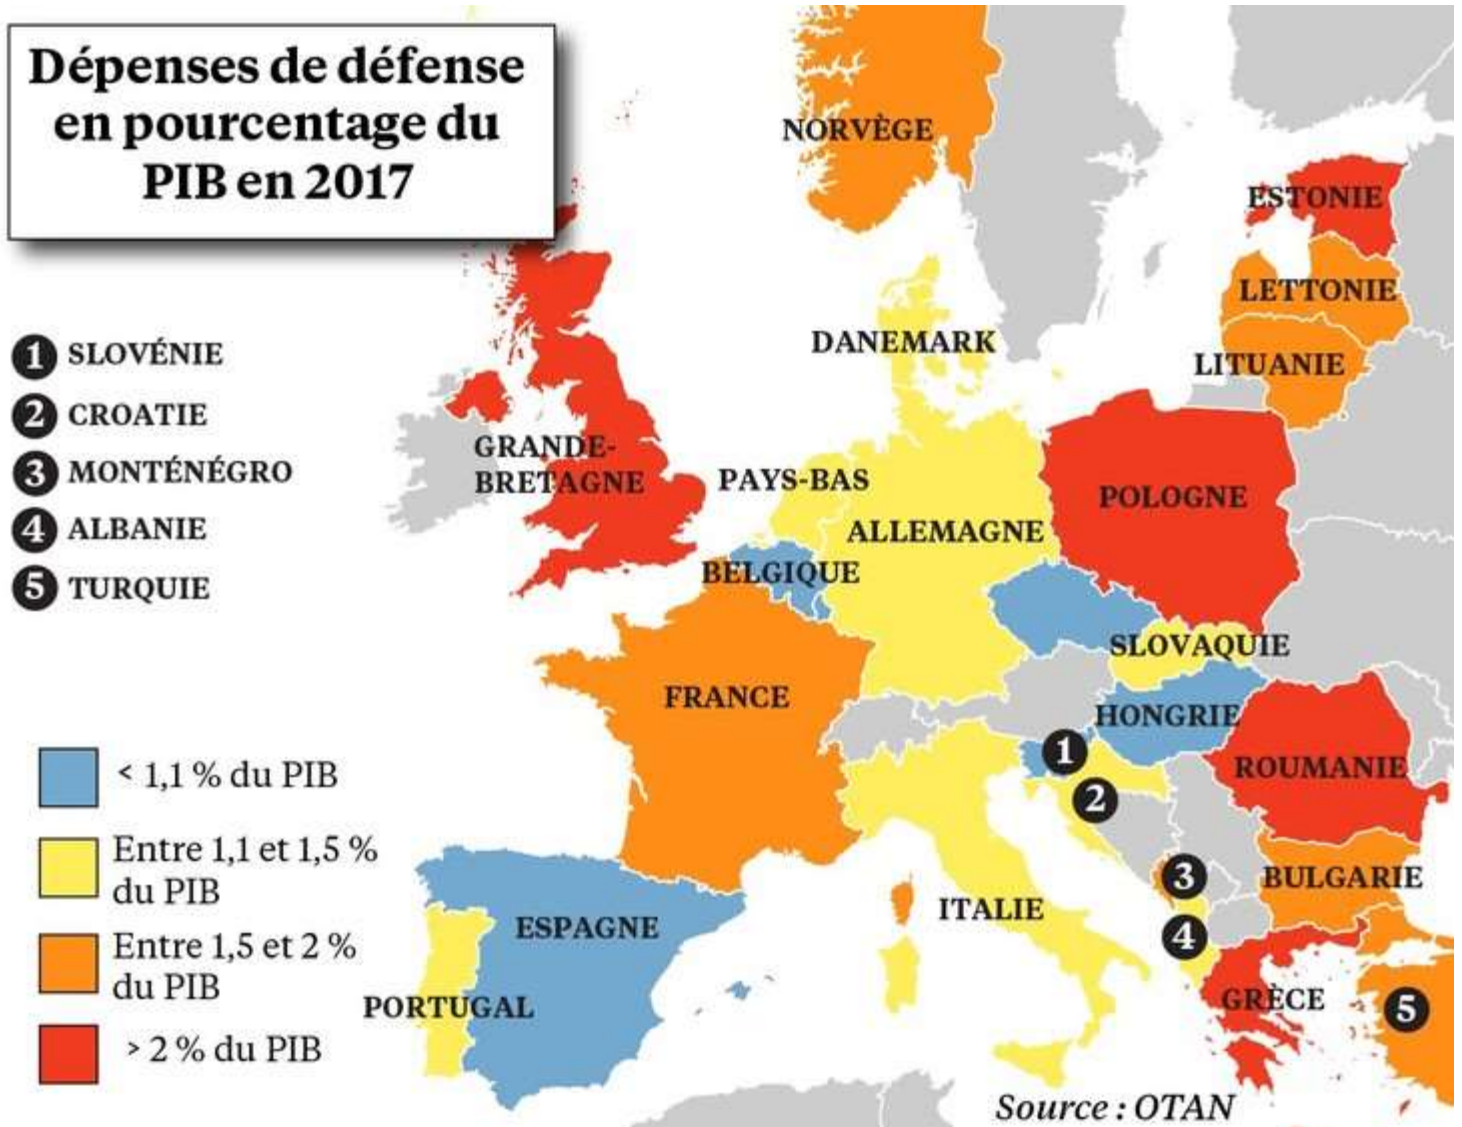 Dépenses de défense
en pourcentage du
PIB en 2017
1 SLOVÉNIE
2 CROATIE
3 MONTÉNÉGRO
4 ALBANIE
5 TURQUIE
< 1,1 % du PIB
Entre 1,1 et 1,5 %
du PIB
Entre 1,5 et 2 %
du PIB
> 2 % du PIB
NORVÈGE
ESTONIE
LETTONIE
DANEMARK
LITUANIE
GRANDE-
BRETAGNE
PAYS-BAS
POLOGNE
ALLEMAGNE
BELGIQUE
SLOVAQUIE
FRANCE
HONGRIE
1
ROUMANIE
2
3
BULGARIE
ITALIE
ESPAGNE
4
GRÈCE
PORTUGAL
5
Source : OTAN